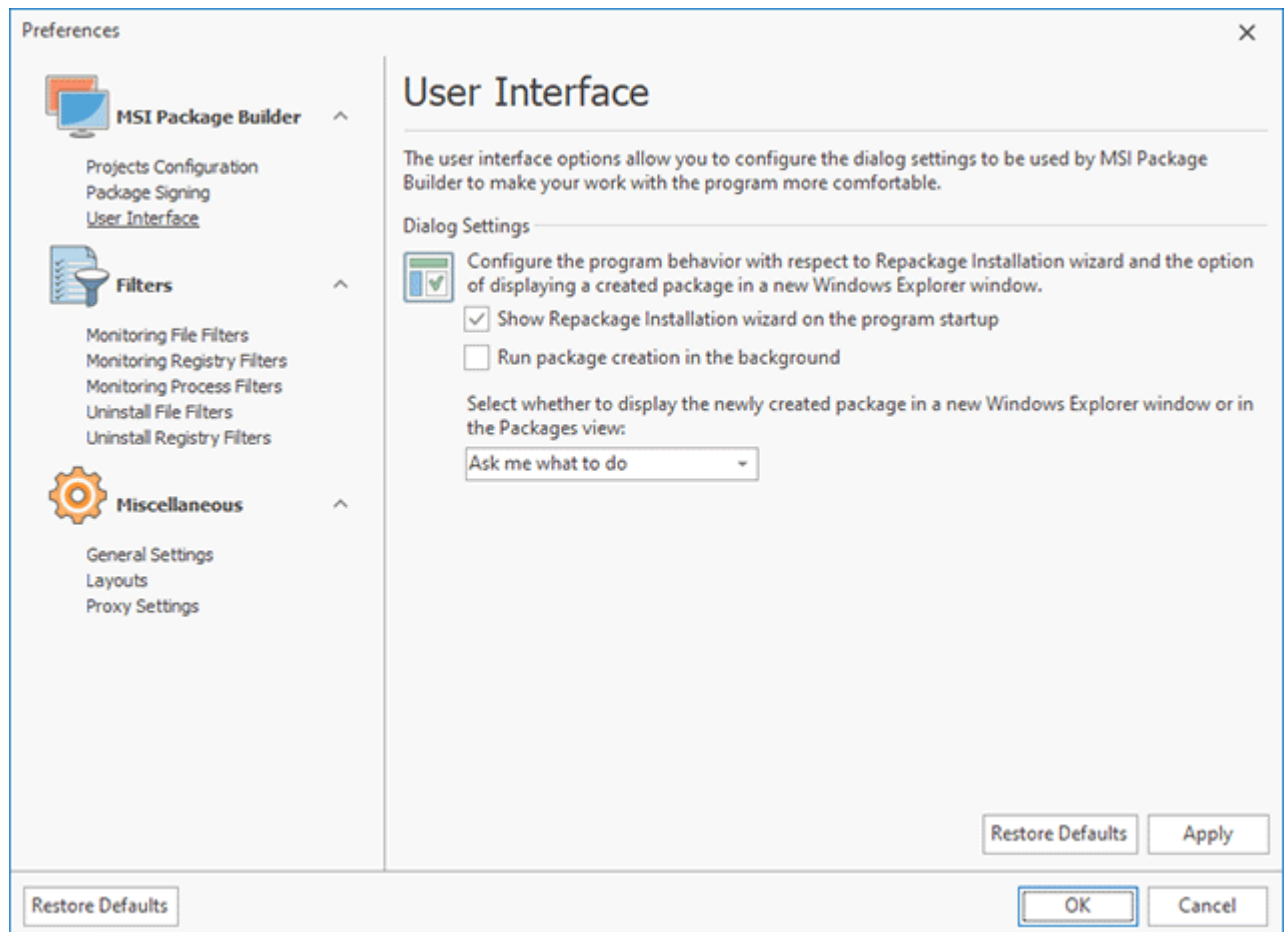 Preferences
MSI Package Builder
Projects Configuration
Package Signing
User Interface
Filters
Monitoring File Filters
Monitoring Registry Filters
Monitoring Process Filters
Uninstall File Filters
Uninstall Registry Filters
Miscellaneous
General Settings
Layouts
Proxy Settings
User Interface
The user interface options allow you to configure the dialog settings to be used by MSI Package
Builder to make your work with the program more comfortable.
Dialog Settings
Configure the program behavior with respect to Repackage Installation wizard and the option
of displaying a created package in a new Windows Explorer window.
Show Repackage Installation wizard on the program startup
Run package creation in the background
Select whether to display the newly created package in a new Windows Explorer window or in
the Packages view:
Ask me what to do
Restore Defaults
Apply
Restore Defaults
OK
Cancel